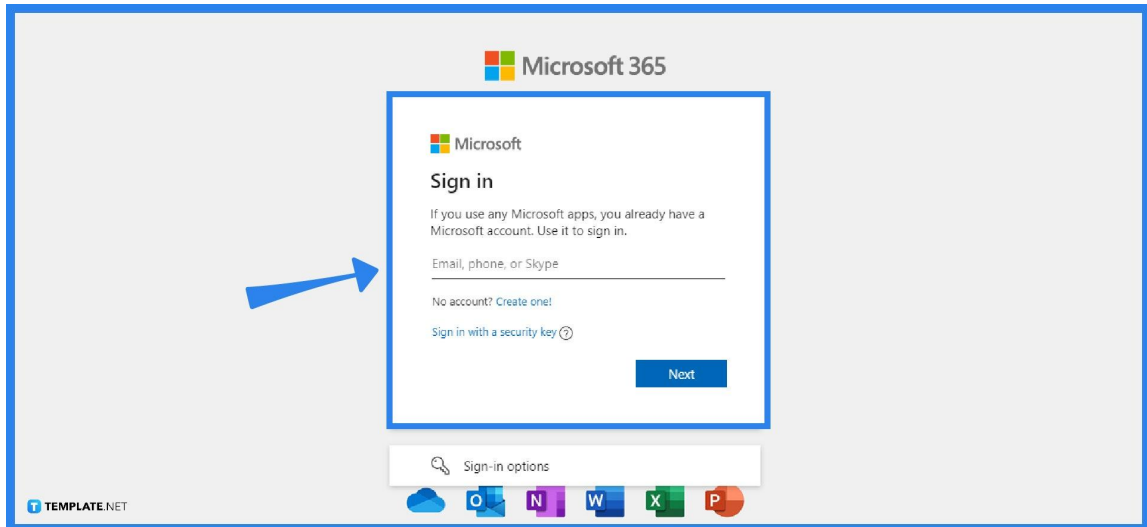 Microsoft 365
Microsoft
Sign in
If you use any Microsoft apps, you already have a
Microsoft account. Use it to sign in.
Email, phone, or Skype
No account? Create one!
Sign in with a security key ?
Next
Sign-in options
O N W X P
T TEMPLATE.NET